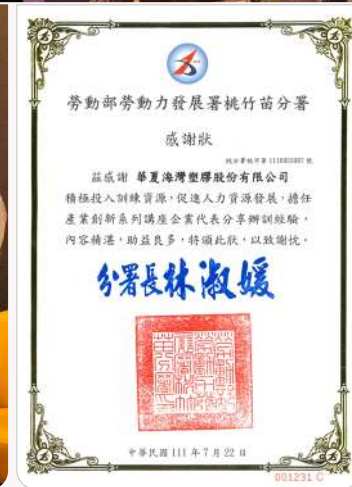 勞動部勞動力發展署桃竹苗分署
感謝狀
茲感謝 華夏海灣塑膠股份有限公司
積極投入訓練資源，促進人力資源發展，擔任
產業創新系列講座企業代表分享辦訓經驗，
內容精湛，助益良多，特頒此狀，以致謝忱。
分署長林淑媛
中華民國 111 年 7 月 22 日
001231 C